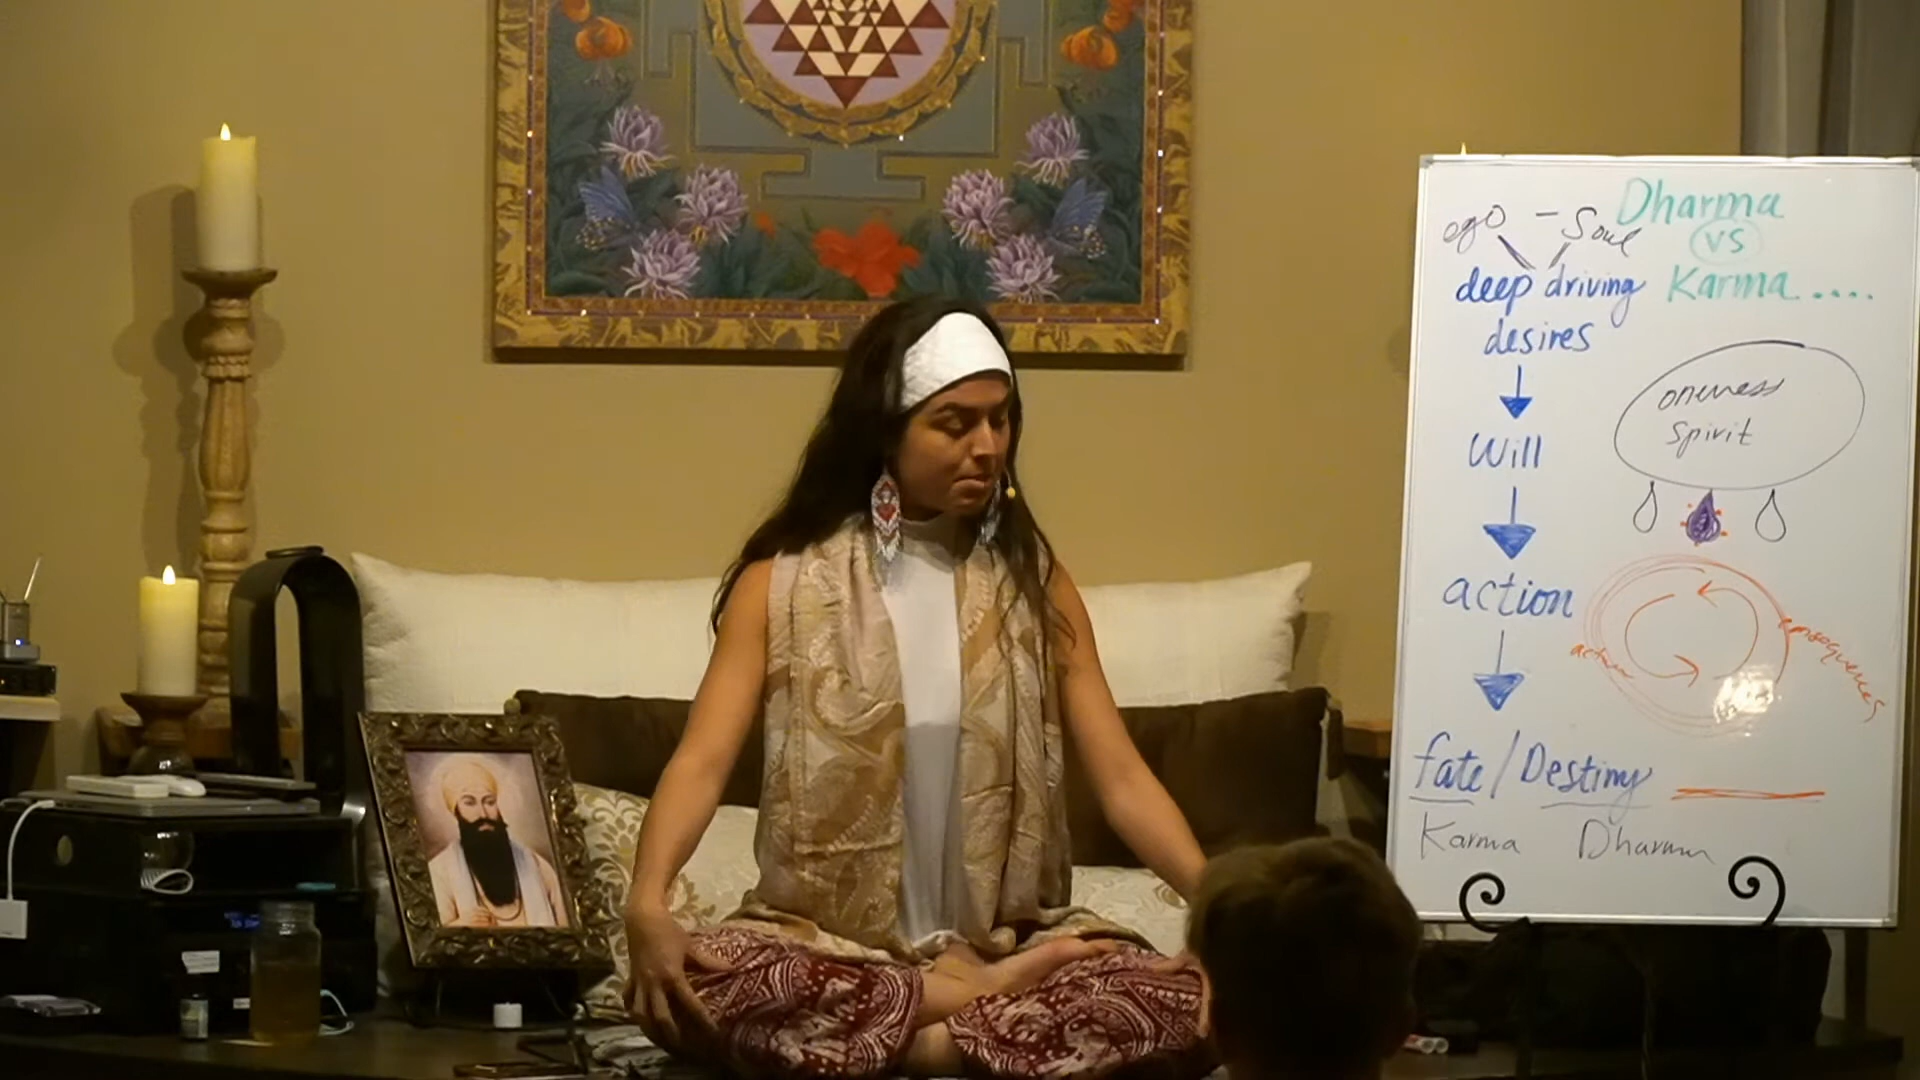 Dharma
vs
Karma....
ego - Soul
deep driving
desires
Will
action
fate / Destiny
Karma Dharma
oneness
spirit
action
consequences